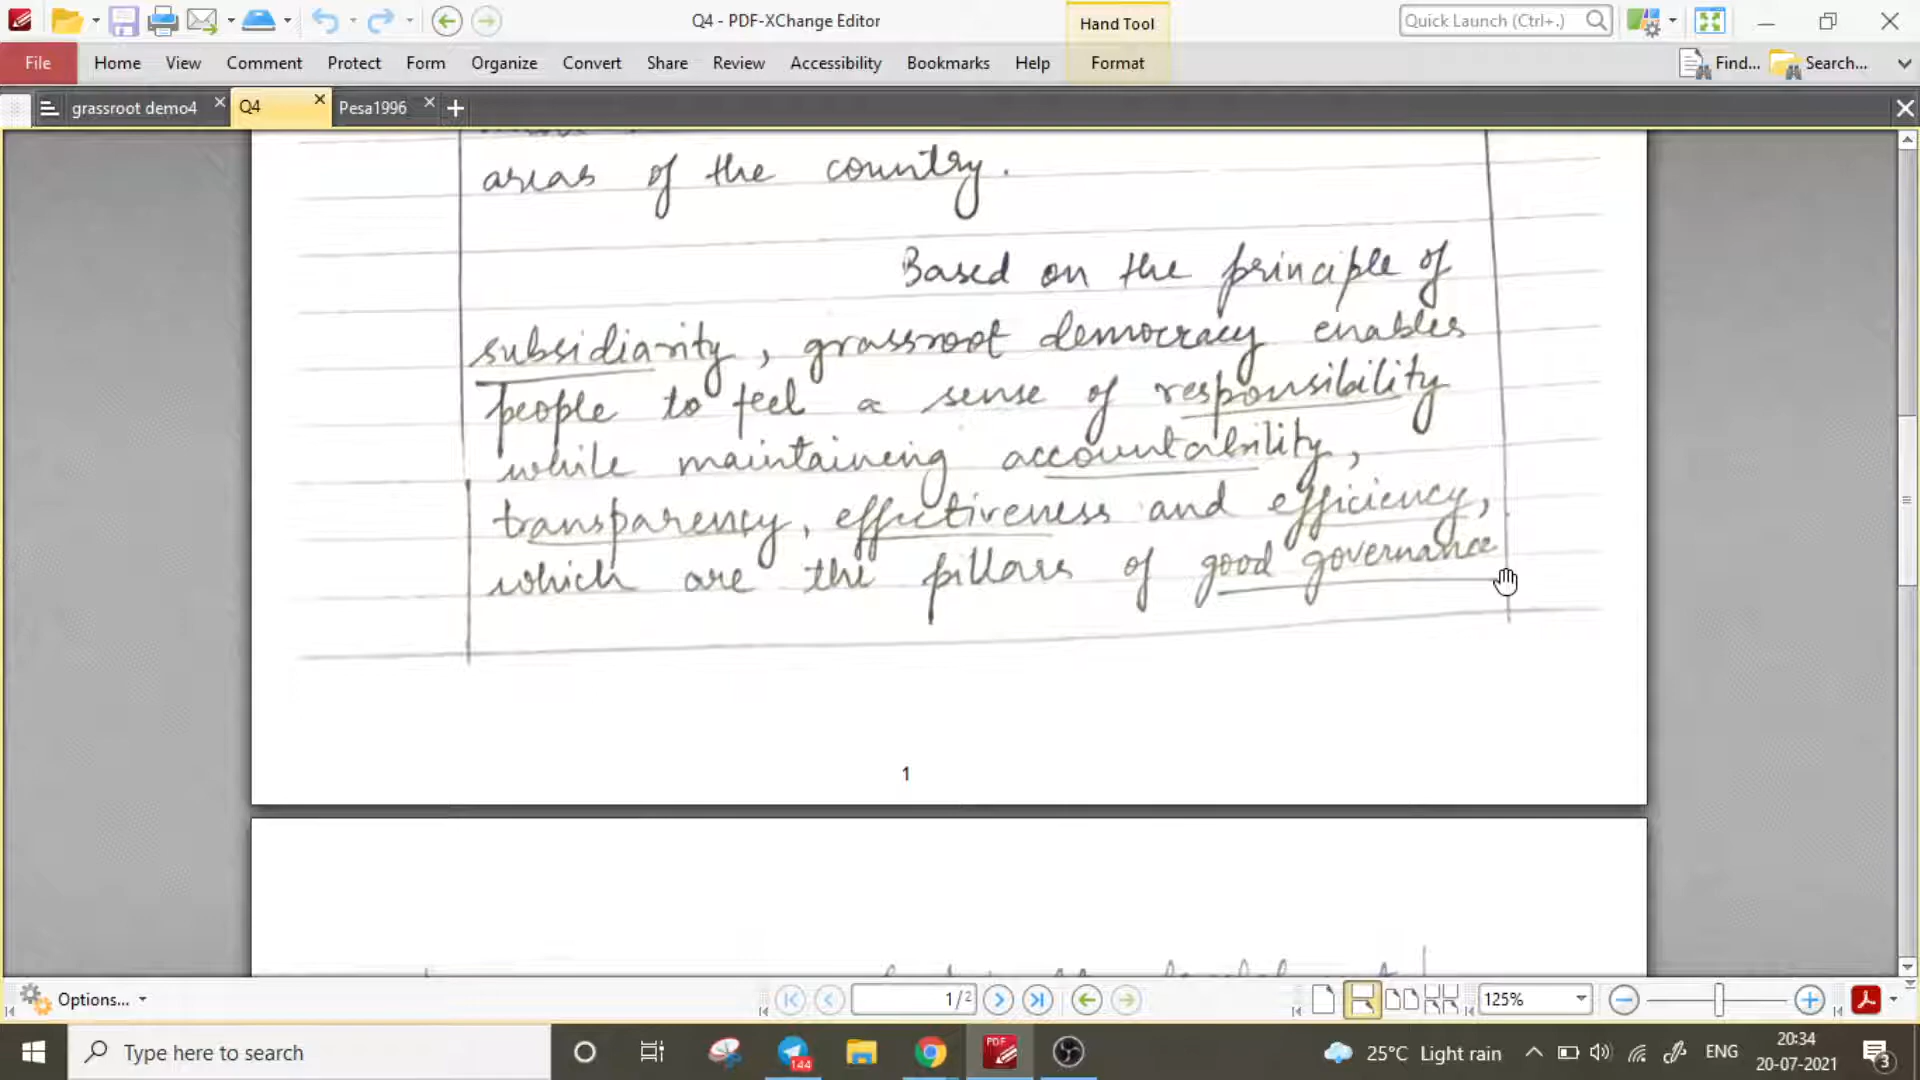 Q4 - PDF-XChange Editor
Hand Tool
Quick Launch (Ctrl+.)
File Home View Comment Protect Form Organize Convert Share Review Accessibility Bookmarks Help Format Find... Search...
grassroot demo4 Q4 Pesa1996
areas of the country.
Based on the principle of
subsidiarity, grassroot democracy enables
people to feel a sense of responsibility
while maintaining accountability,
transparency, effectiveness and efficiency,
which are the pillars of good governance
1
Options... 1/2 125%
Type here to search
PDF
144
25°C Light rain
ENG
20:34
20-07-2021
3